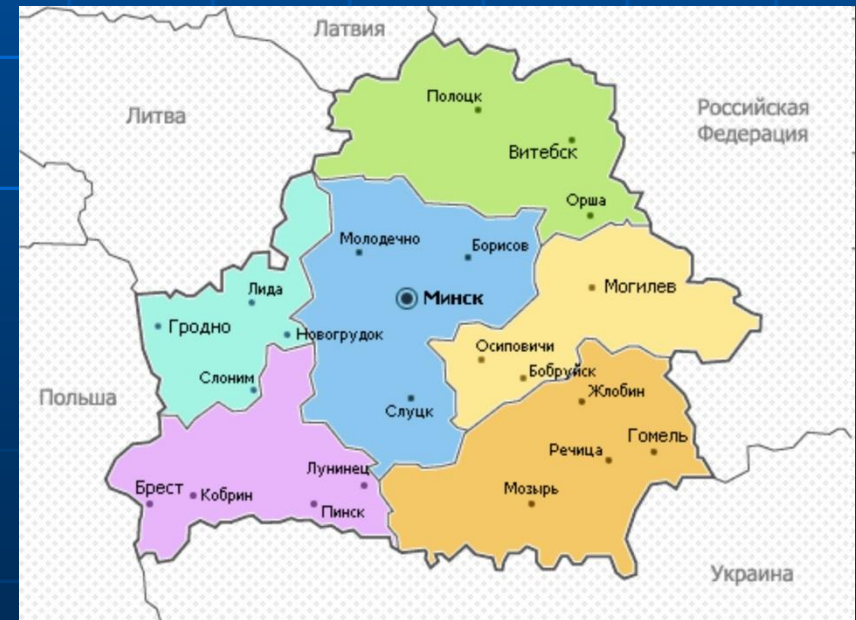 Латвия
Литва
Российская
Федерация
Полоцк
Витебск
Орша
Молодечно
Борисов
Минск
Могилев
Лида
Гродно
Новогрудок
Слоним
Осиповичи
Бобруйск
Жлобин
Слуцк
Польша
Гомель
Речица
Лунинец
Мозырь
Брест
Кобрин
Пинск
Украина